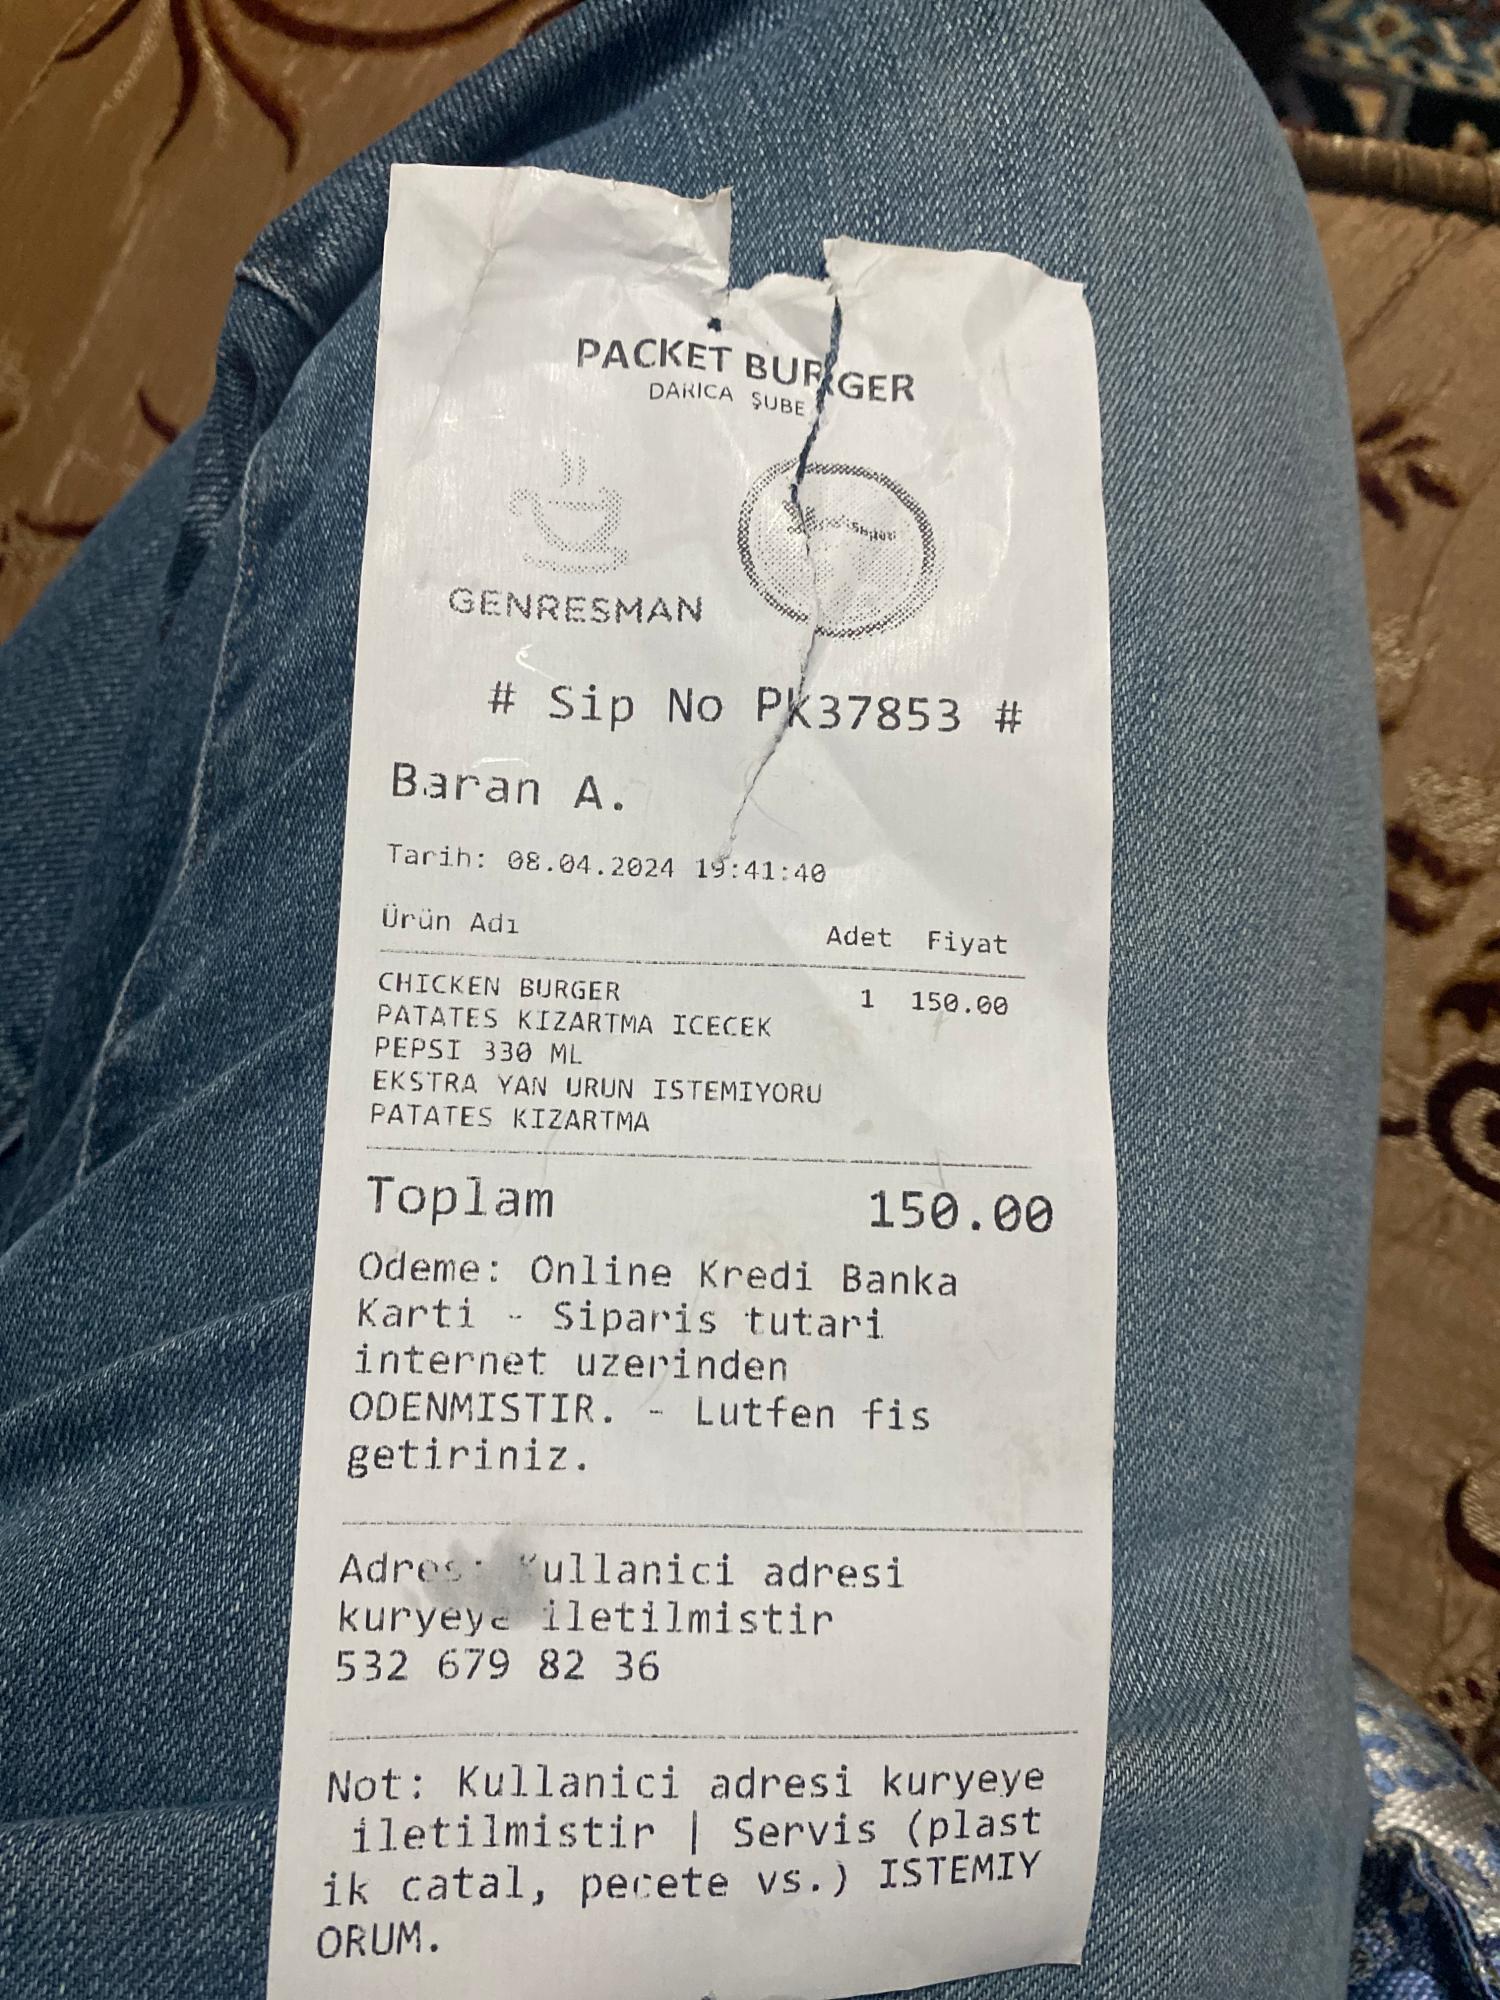 PACKET BURGER
DARICA ŞUBE
GENRESMAN
# Sip No PK37853 #
Baran A.
Tarih: 08.04.2024 19:41:40
Ürün Adı Adet Fiyat
CHICKEN BURGER 1 150.00
PATATES KIZARTMA ICECEK
PEPSI 330 ML
EKSTRA YAN URUN ISTEMIYORU
PATATES KIZARTMA
Toplam 150.00
Odeme: Online Kredi Banka
Karti - Siparis tutari
internet uzerinden
ODENMISTIR. - Lutfen fis
getiriniz.
Adres: Kullanici adresi
kuryeye iletilmistir
532 679 82 36
Not: Kullanici adresi kuryeye
iletilmistir | Servis (plast
ik catal, pecete vs.) ISTEMIY
ORUM.